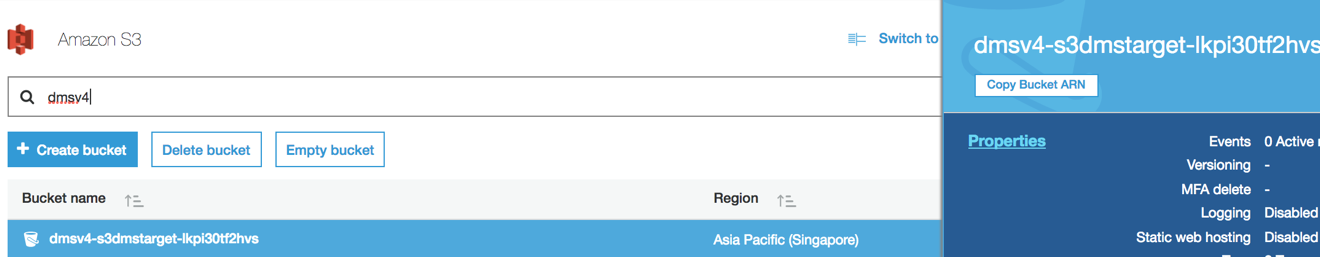 Amazon S3
Switch to
dmsv4
Create bucket
Delete bucket
Empty bucket
Bucket name
Region
dmsv4-s3dmstarget-lkpi30tf2hvs
Asia Pacific (Singapore)
dmsv4-s3dmstarget-lkpi30tf2hvs
Copy Bucket ARN
Properties
Events 0 Active
Versioning -
MFA delete -
Logging Disabled
Static web hosting Disabled